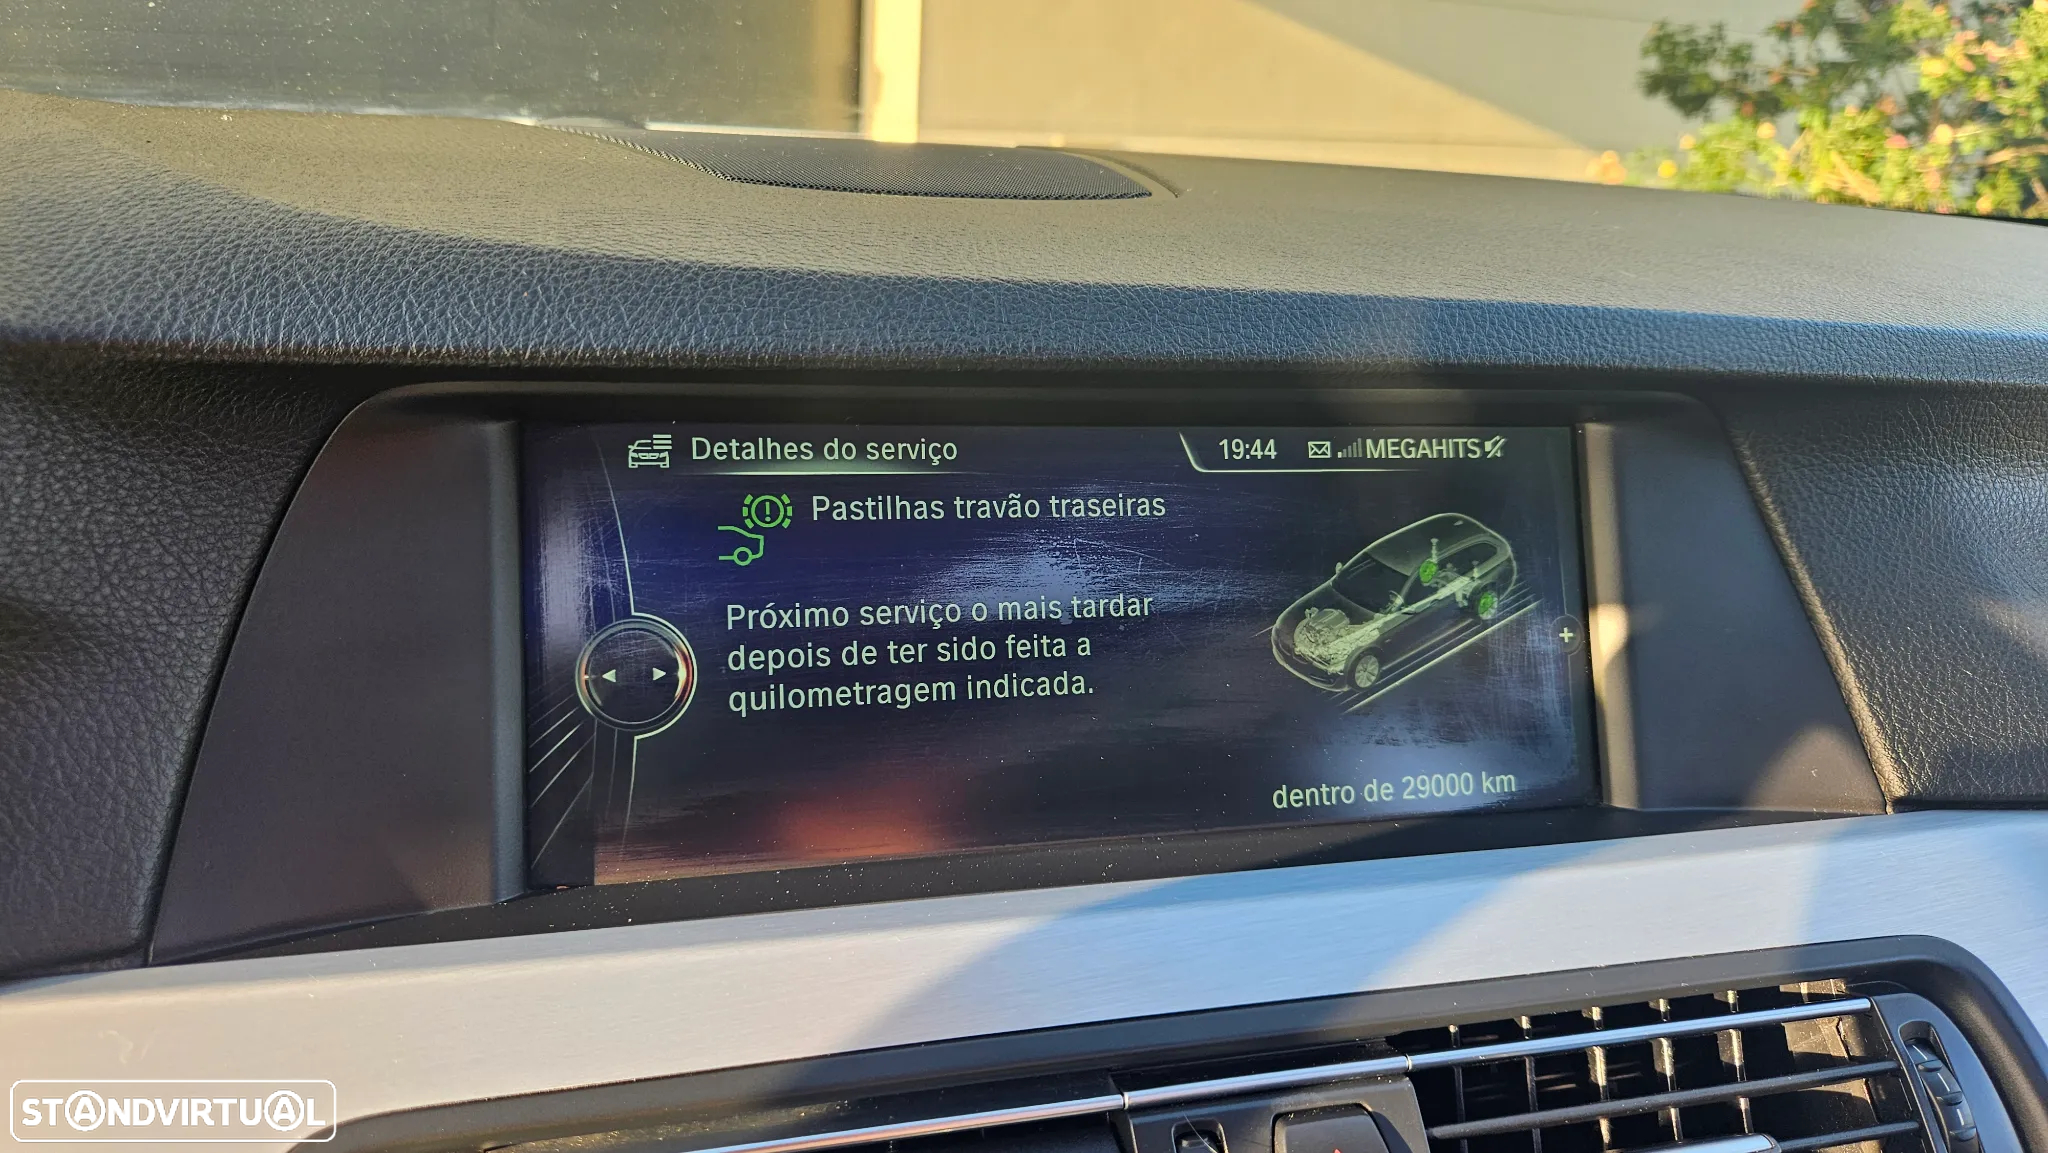 Detalhes do serviço
19:44 MEGAHITS
Pastilhas travão traseiras
Próximo serviço o mais tardar
depois de ter sido feita a
quilometragem indicada.
dentro de 29000 km
STANDVIRTUAL